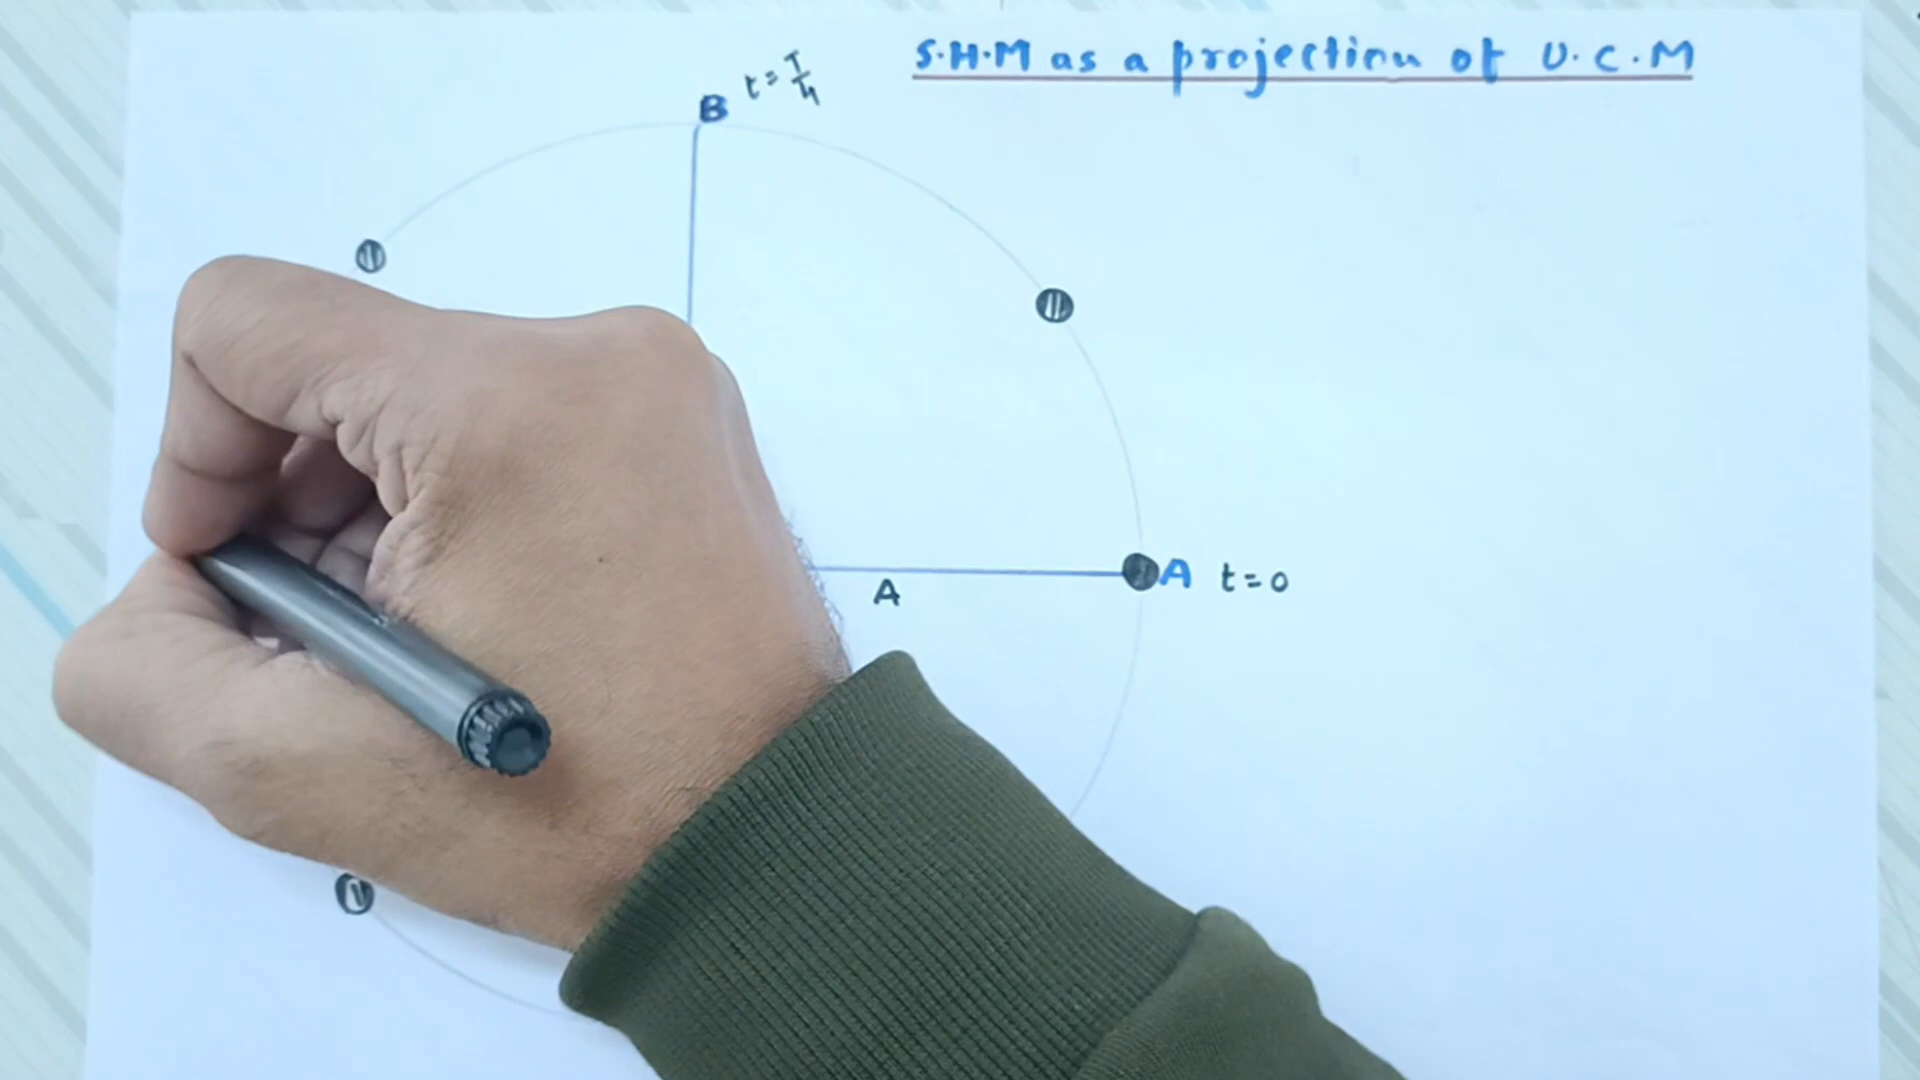 S.H.M as a projection of U.C.M
B t = T/4
A t = 0
A